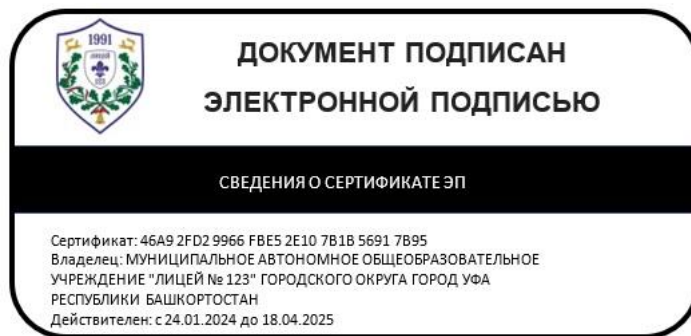 1991
ЛИЦЕЙ
123
ДОКУМЕНТ ПОДПИСАН
ЭЛЕКТРОННОЙ ПОДПИСЬЮ
СВЕДЕНИЯ О СЕРТИФИКАТЕ ЭП
Сертификат: 46A9 2FD2 9966 FBE5 2E10 7B1B 5691 7B95
Владелец: МУНИЦИПАЛЬНОЕ АВТОНОМНОЕ ОБЩЕОБРАЗОВАТЕЛЬНОЕ
УЧРЕЖДЕНИЕ "ЛИЦЕЙ № 123" ГОРОДСКОГО ОКРУГА ГОРОД УФА
РЕСПУБЛИКИ БАШКОРТОСТАН
Действителен: с 24.01.2024 до 18.04.2025